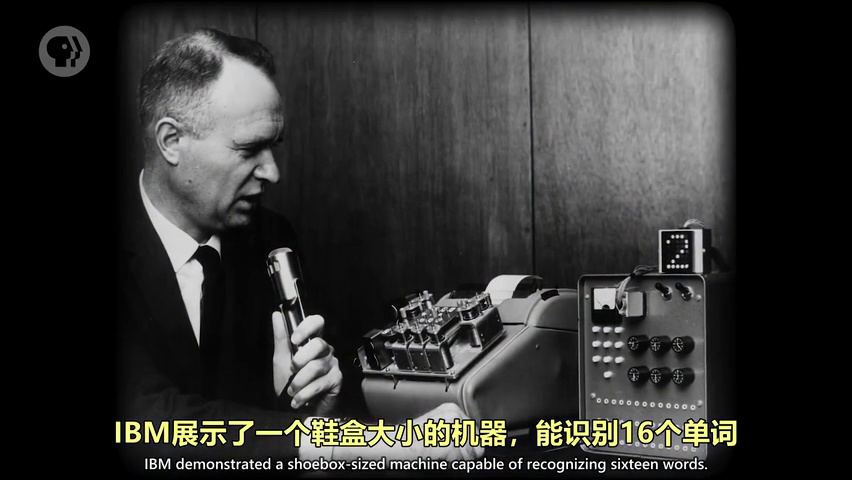 2
IBM展示了一个鞋盒大小的机器，能识别16个单词
IBM demonstrated a shoebox-sized machine capable of recognizing sixteen words.